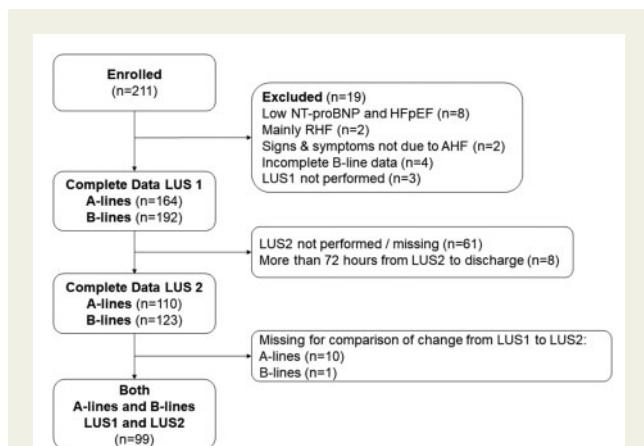 Enrolled
(n=211)
Excluded (n=19)
Low NT-proBNP and HFpEF (n=8)
Mainly RHF (n=2)
Signs & symptoms not due to AHF (n=2)
Incomplete B-line data (n=4)
LUS1 not performed (n=3)
Complete Data LUS 1
A-lines (n=164)
B-lines (n=192)
LUS2 not performed / missing (n=61)
More than 72 hours from LUS2 to discharge (n=8)
Complete Data LUS 2
A-lines (n=110)
B-lines (n=123)
Missing for comparison of change from LUS1 to LUS2:
A-lines (n=10)
B-lines (n=1)
Both
A-lines and B-lines
LUS1 and LUS2
(n=99)